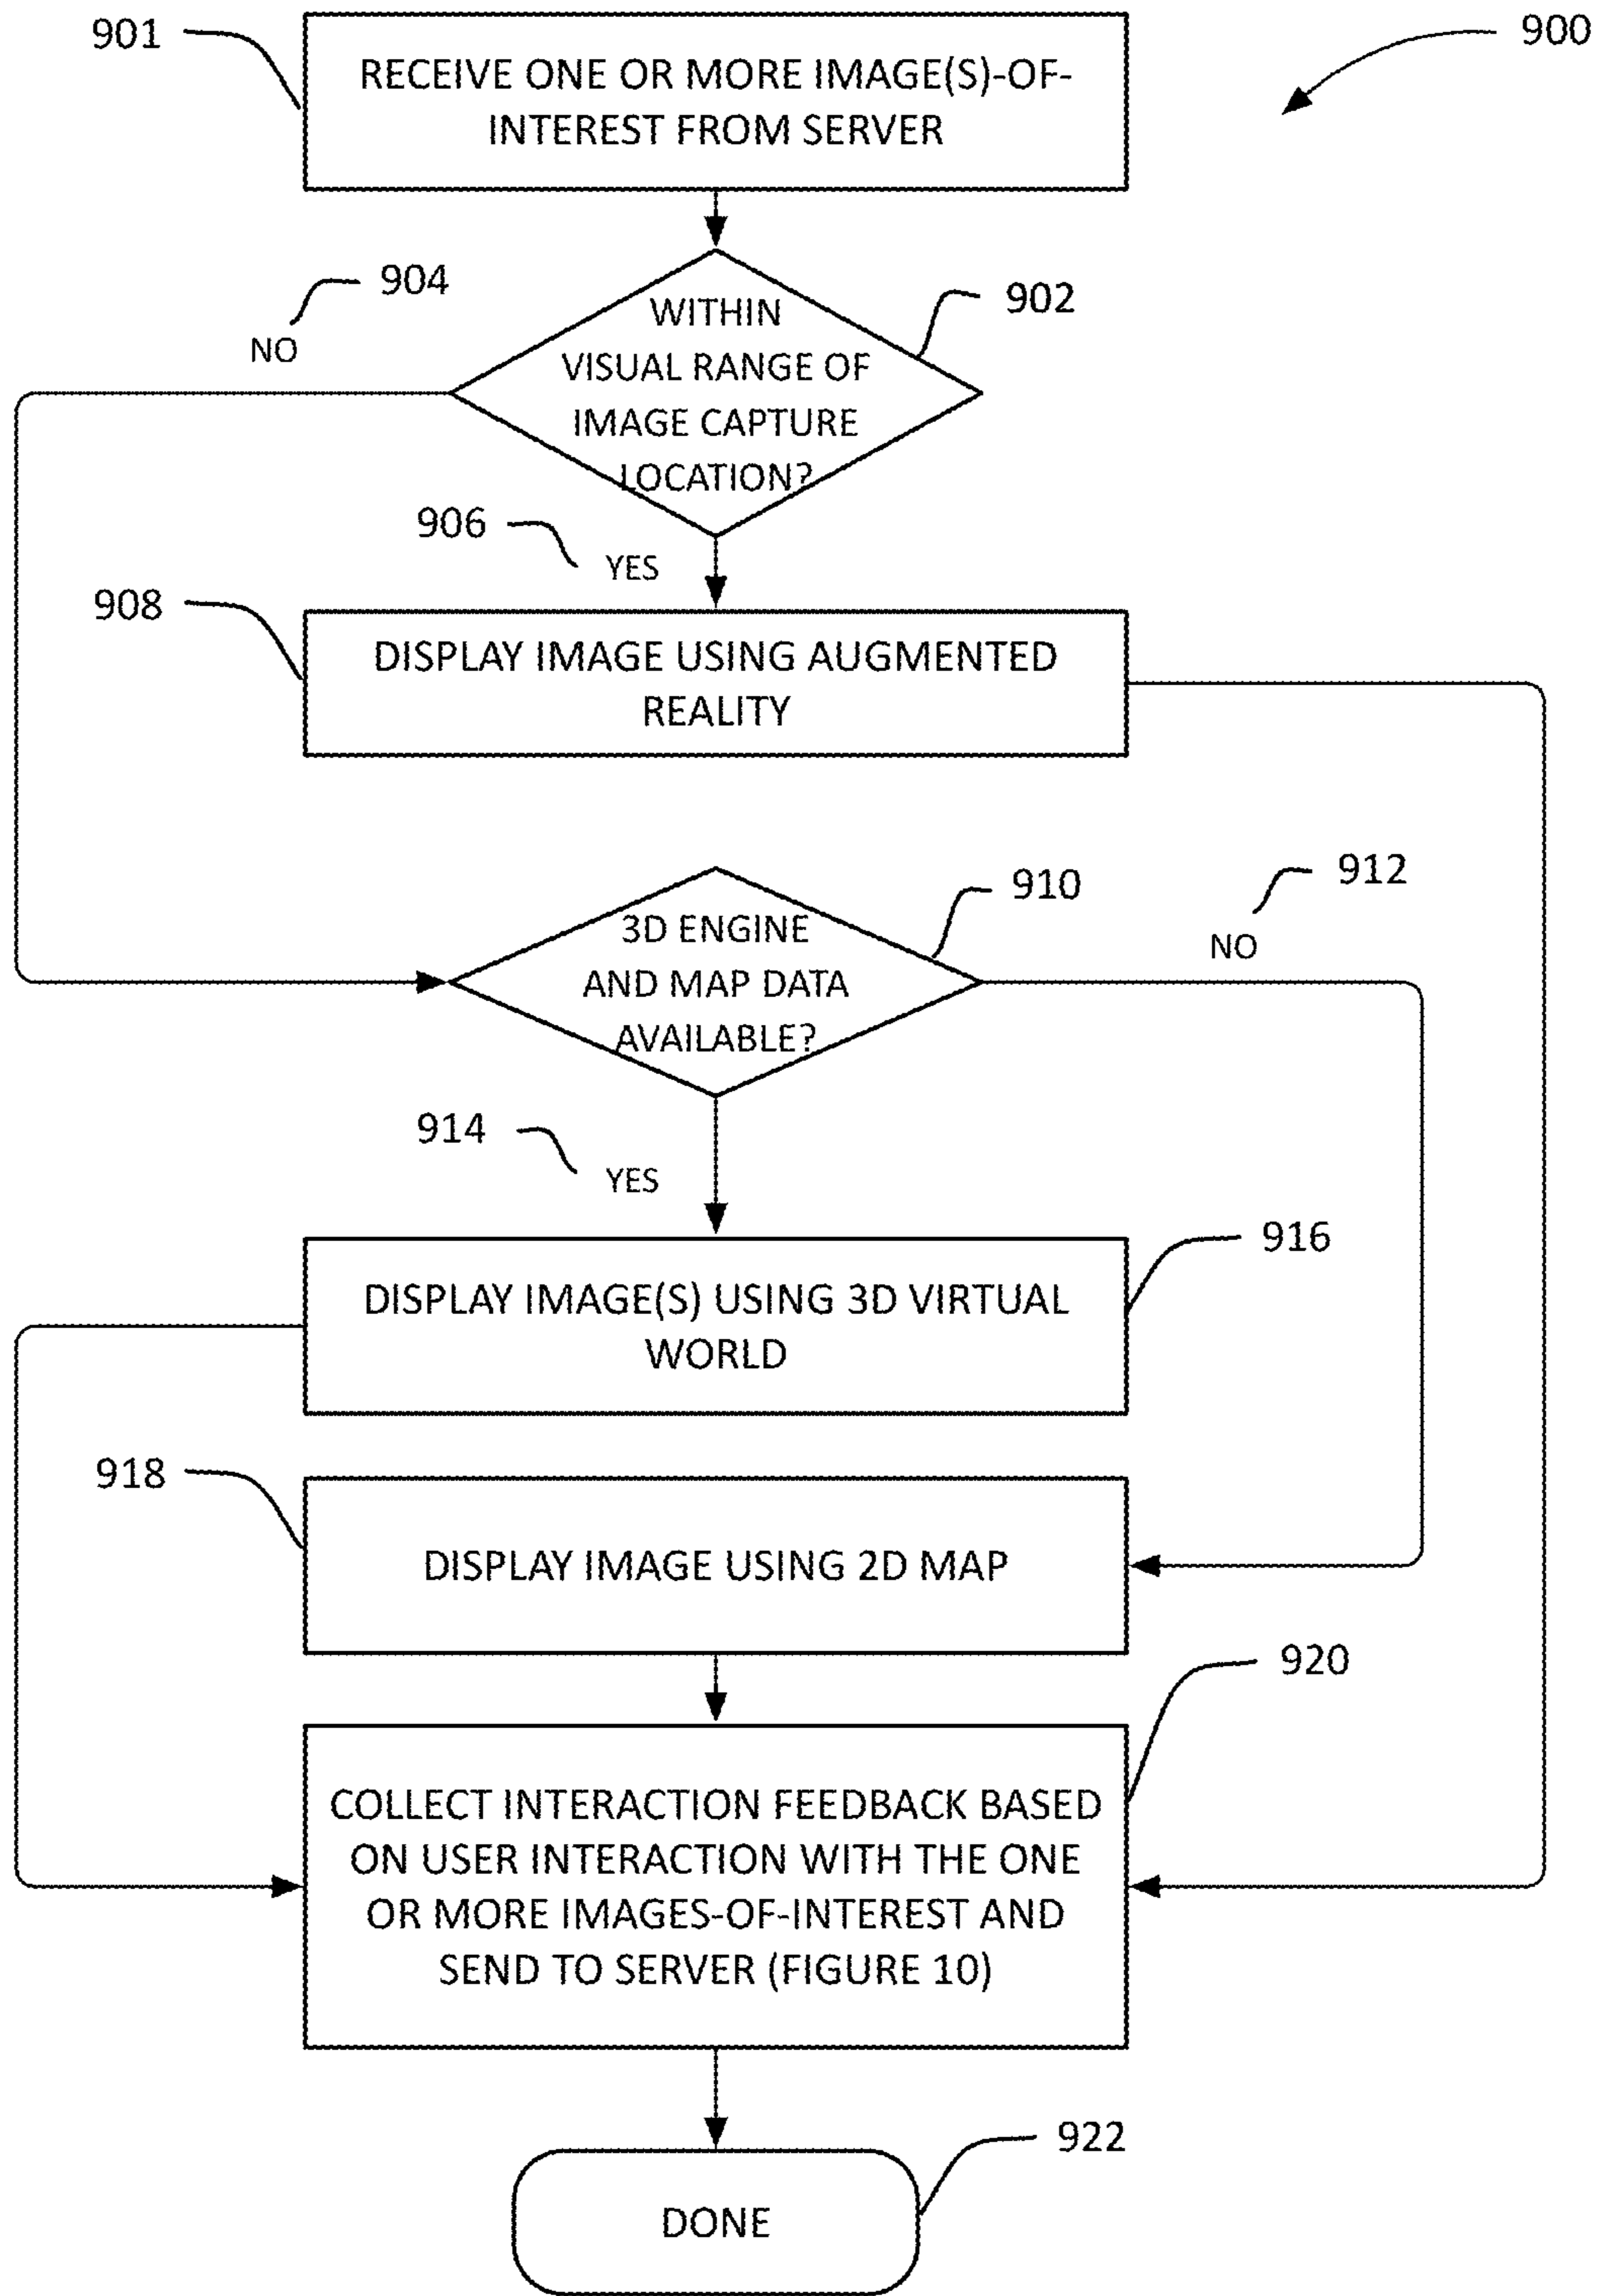 901
900
RECEIVE ONE OR MORE IMAGE(S)-OF-
INTEREST FROM SERVER
904
NO
902
WITHIN
VISUAL RANGE OF
IMAGE CAPTURE
LOCATION?
906
YES
908
DISPLAY IMAGE USING AUGMENTED
REALITY
910
912
NO
3D ENGINE
AND MAP DATA
AVAILABLE?
914
YES
916
DISPLAY IMAGE(S) USING 3D VIRTUAL
WORLD
918
DISPLAY IMAGE USING 2D MAP
920
COLLECT INTERACTION FEEDBACK BASED
ON USER INTERACTION WITH THE ONE
OR MORE IMAGES-OF-INTEREST AND
SEND TO SERVER (FIGURE 10)
922
DONE